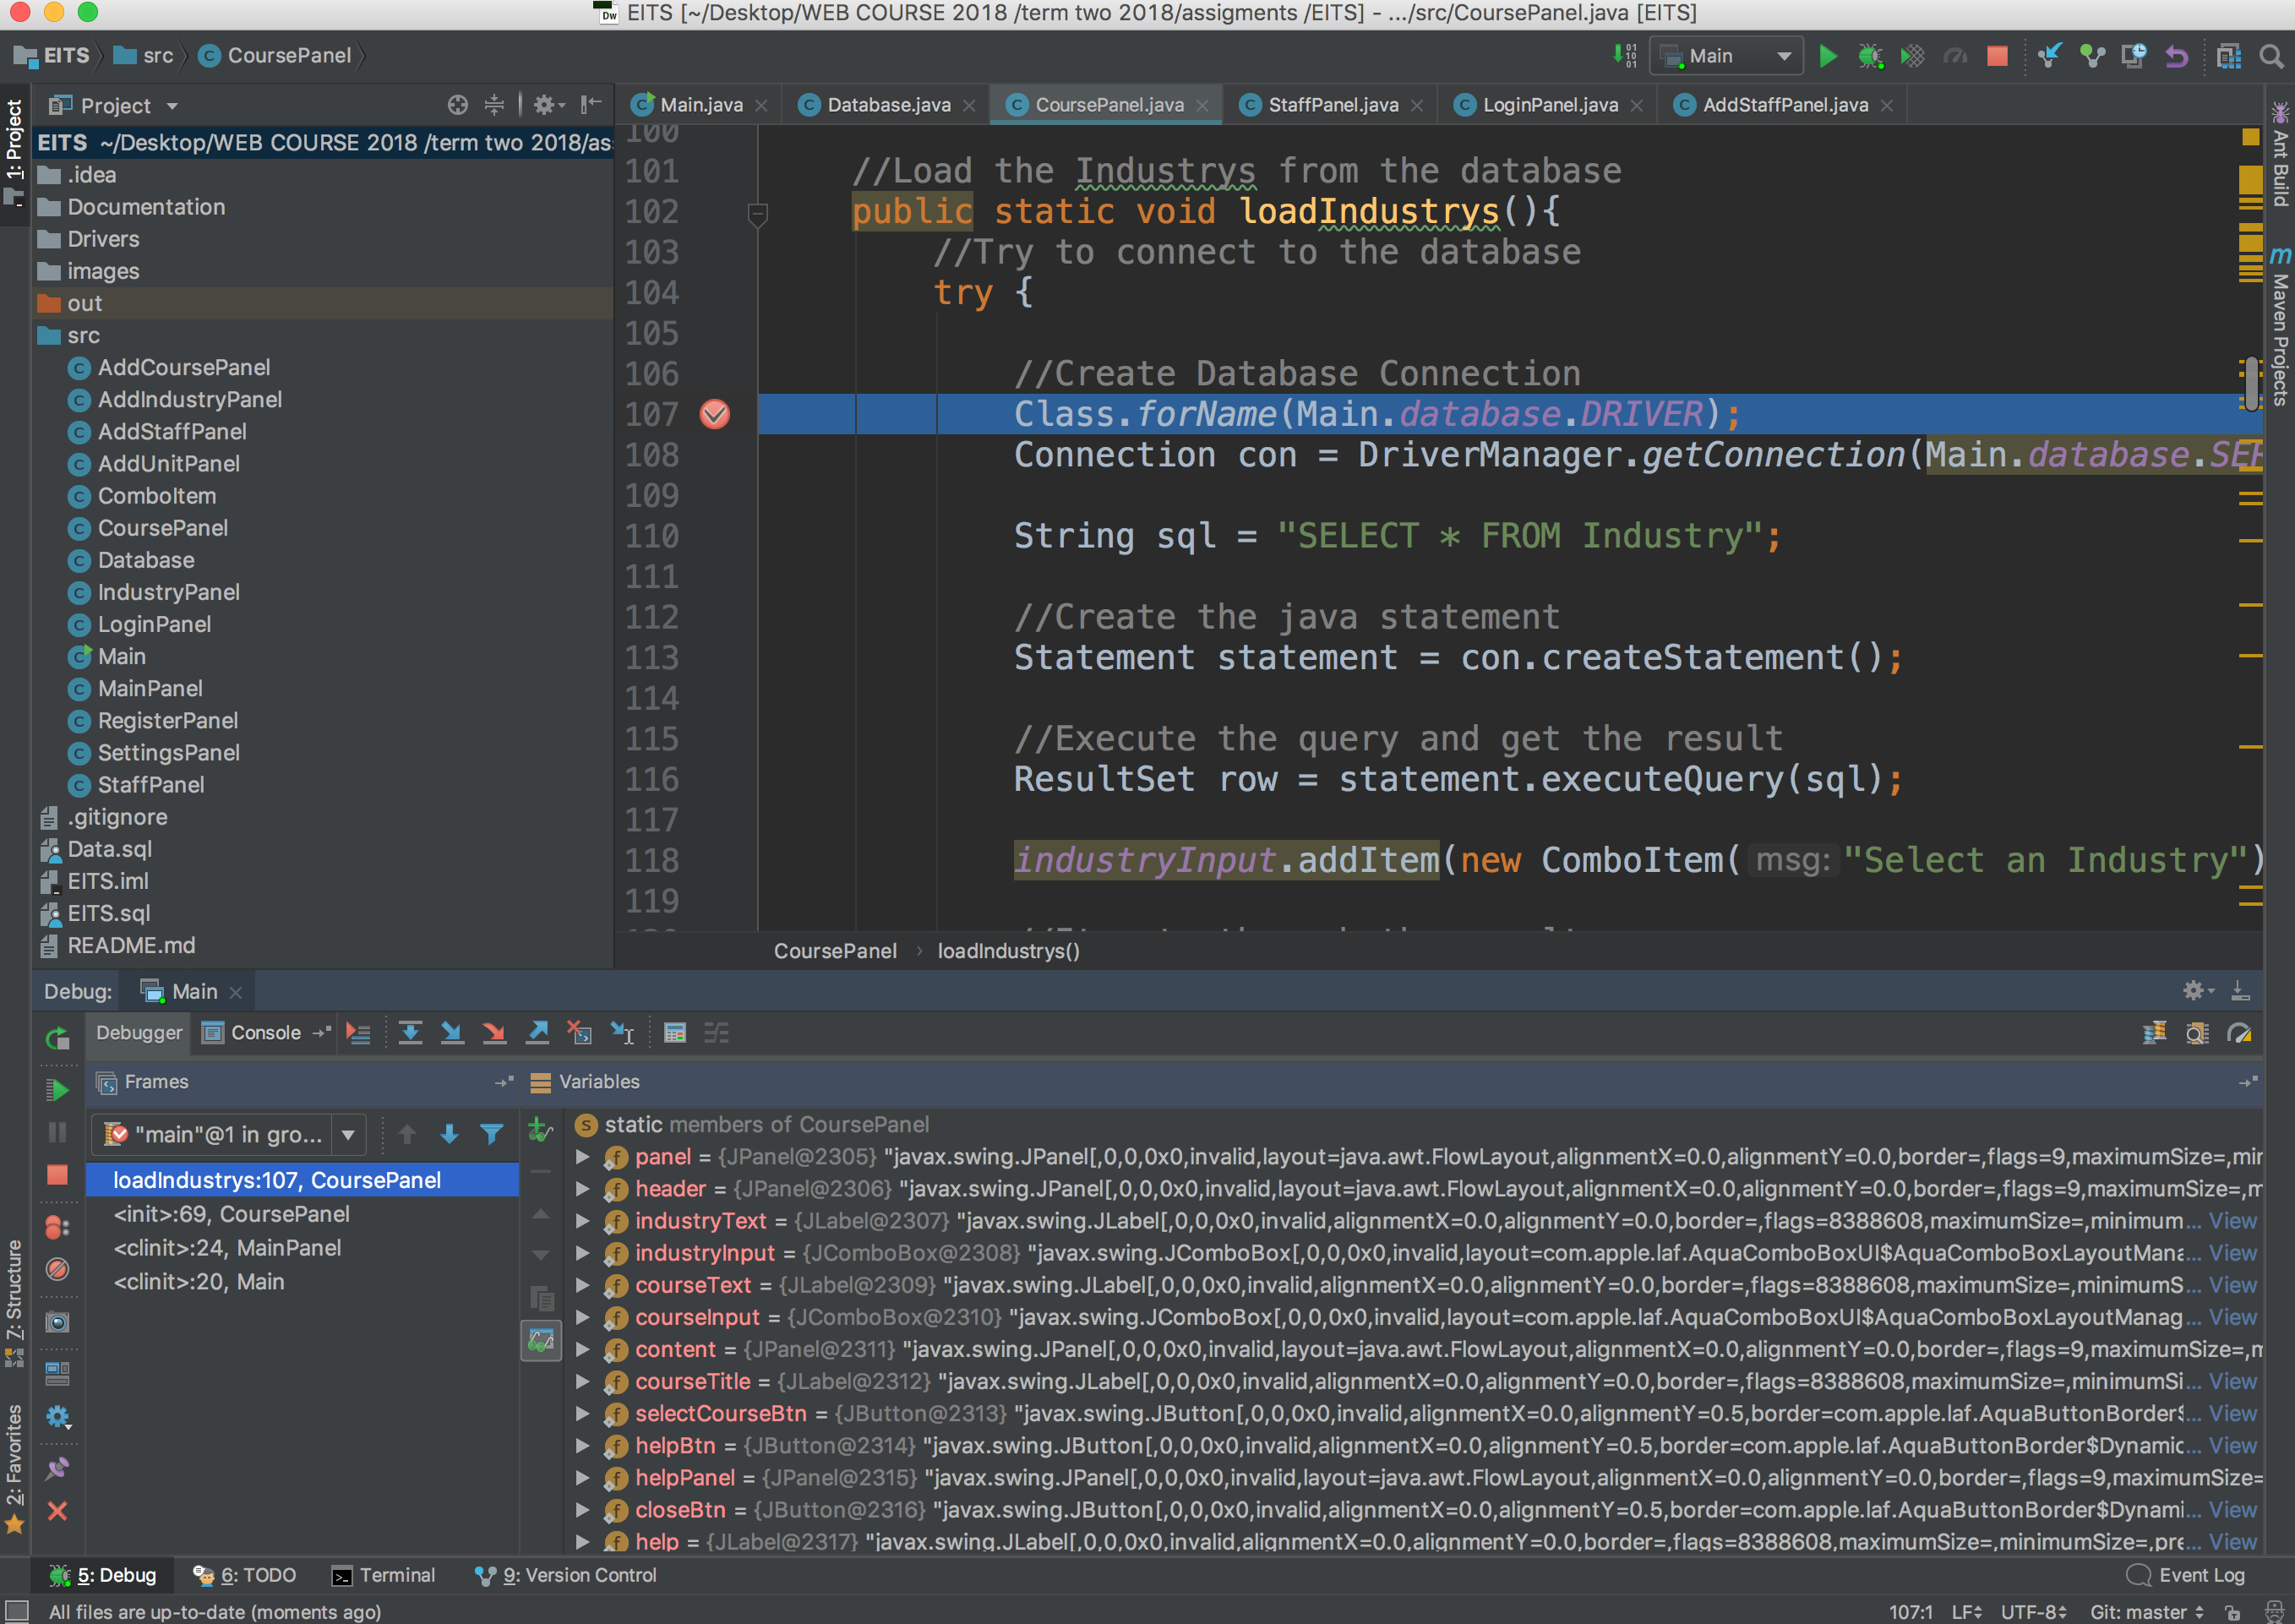 EITS [~/Desktop/WEB COURSE 2018 /term two 2018/assigments /EITS] - .../src/CoursePanel.java [EITS]
EITS src CoursePanel
Main
1: Project
Project
EITS ~/Desktop/WEB COURSE 2018 /term two 2018/as
.idea
Documentation
Drivers
images
out
src
AddCoursePanel
AddIndustryPanel
AddStaffPanel
AddUnitPanel
ComboItem
CoursePanel
Database
IndustryPanel
LoginPanel
Main
MainPanel
RegisterPanel
SettingsPanel
StaffPanel
.gitignore
Data.sql
EITS.iml
EITS.sql
README.md
Main.java Database.java CoursePanel.java StaffPanel.java LoginPanel.java AddStaffPanel.java
100
101 //Load the Industrys from the database
102 public static void loadIndustrys(){
103 //Try to connect to the database
104 try {
105
106 //Create Database Connection
107 Class.forName(Main.database.DRIVER);
108 Connection con = DriverManager.getConnection(Main.database.SER
109
110 String sql = "SELECT * FROM Industry";
111
112 //Create the java statement
113 Statement statement = con.createStatement();
114
115 //Execute the query and get the result
116 ResultSet row = statement.executeQuery(sql);
117
118 industryInput.addItem(new ComboItem( msg: "Select an Industry")
119
CoursePanel › loadIndustrys()
Ant Build
Maven Projects
Debug: Main
Debugger Console
Frames
"main"@1 in gro...
loadIndustrys:107, CoursePanel
<init>:69, CoursePanel
<clinit>:24, MainPanel
<clinit>:20, Main
Variables
static members of CoursePanel
panel = {JPanel@2305} "javax.swing.JPanel[,0,0,0x0,invalid,layout=java.awt.FlowLayout,alignmentX=0.0,alignmentY=0.0,border=,flags=9,maximumSize=,mir
header = {JPanel@2306} "javax.swing.JPanel[,0,0,0x0,invalid,layout=java.awt.FlowLayout,alignmentX=0.0,alignmentY=0.0,border=,flags=9,maximumSize=,m
industryText = {JLabel@2307} "javax.swing.JLabel[,0,0,0x0,invalid,alignmentX=0.0,alignmentY=0.0,border=,flags=8388608,maximumSize=,minimum... View
industryInput = {JComboBox@2308} "javax.swing.JComboBox[,0,0,0x0,invalid,layout=com.apple.laf.AquaComboBoxUI$AquaComboBoxLayoutMana... View
courseText = {JLabel@2309} "javax.swing.JLabel[,0,0,0x0,invalid,alignmentX=0.0,alignmentY=0.0,border=,flags=8388608,maximumSize=,minimumS... View
courseInput = {JComboBox@2310} "javax.swing.JComboBox[,0,0,0x0,invalid,layout=com.apple.laf.AquaComboBoxUI$AquaComboBoxLayoutManag... View
content = {JPanel@2311} "javax.swing.JPanel[,0,0,0x0,invalid,layout=java.awt.FlowLayout,alignmentX=0.0,alignmentY=0.0,border=,flags=9,maximumSize=,m
courseTitle = {JLabel@2312} "javax.swing.JLabel[,0,0,0x0,invalid,alignmentX=0.0,alignmentY=0.0,border=,flags=8388608,maximumSize=,minimumSi... View
selectCourseBtn = {JButton@2313} "javax.swing.JButton[,0,0,0x0,invalid,alignmentX=0.0,alignmentY=0.5,border=com.apple.laf.AquaButtonBorder$... View
helpBtn = {JButton@2314} "javax.swing.JButton[,0,0,0x0,invalid,alignmentX=0.0,alignmentY=0.5,border=com.apple.laf.AquaButtonBorder$Dynamic... View
helpPanel = {JPanel@2315} "javax.swing.JPanel[,0,0,0x0,invalid,layout=java.awt.FlowLayout,alignmentX=0.0,alignmentY=0.0,border=,flags=9,maximumSize=
closeBtn = {JButton@2316} "javax.swing.JButton[,0,0,0x0,invalid,alignmentX=0.0,alignmentY=0.5,border=com.apple.laf.AquaButtonBorder$Dynami... View
help = {JLabel@2317} "javax.swing.JLabel[,0,0,0x0,invalid,alignmentX=0.0,alignmentY=0.0,border=,flags=8388608,maximumSize=,minimumSize=,pre... View
7: Structure
2: Favorites
5: Debug 6: TODO Terminal 9: Version Control Event Log
All files are up-to-date (moments ago) 107:1 LF UTF-8 Git: master